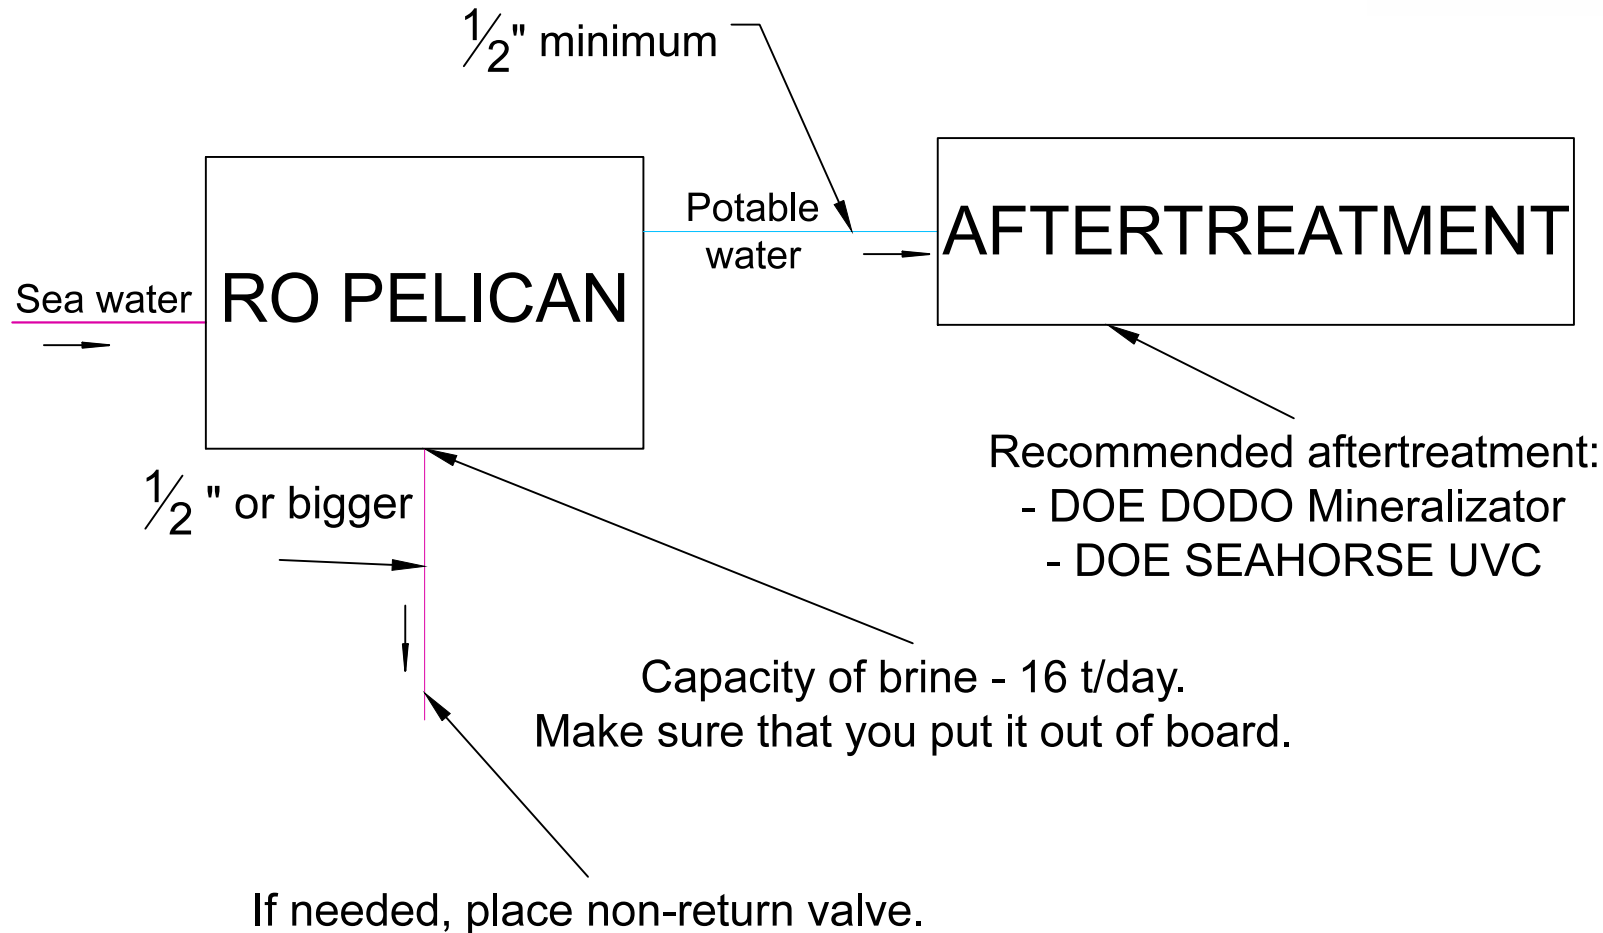 1/2" minimum
Potable
water
AFTERTREATMENT
Sea water
RO PELICAN
Recommended aftertreatment:
- DOE DODO Mineralizator
- DOE SEAHORSE UVC
1/2 " or bigger
Capacity of brine - 16 t/day.
Make sure that you put it out of board.
If needed, place non-return valve.